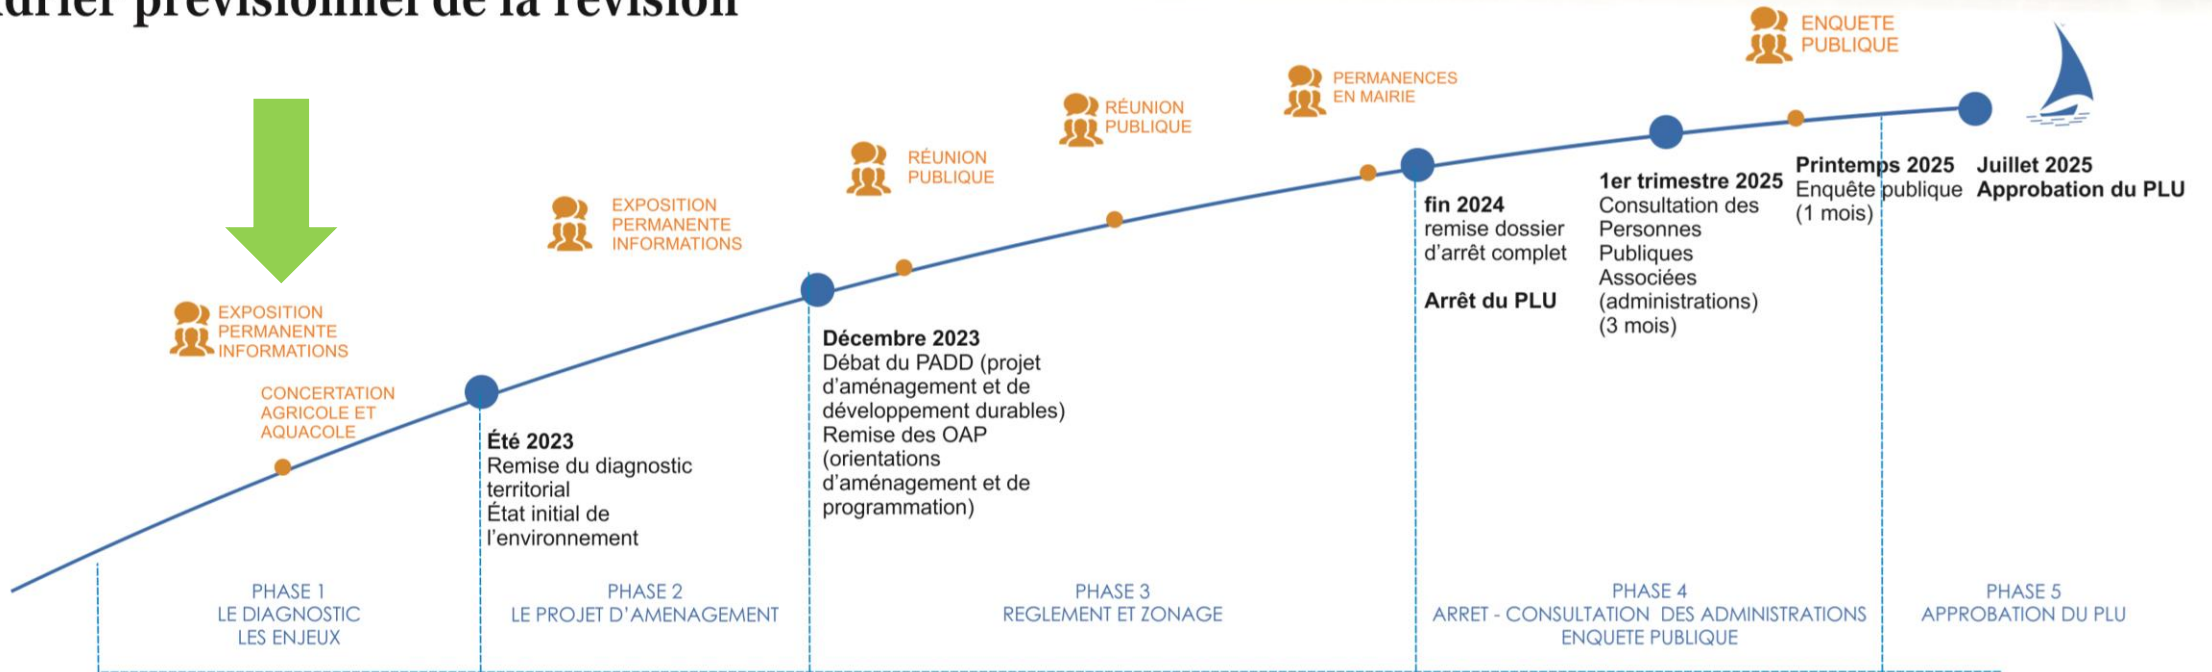 prévisionnel de la révision
EXPOSITION
PERMANENTE
INFORMATIONS
CONCERTATION
AGRICOLE ET
AQUACOLE
EXPOSITION
PERMANENTE
INFORMATIONS
RÉUNION
PUBLIQUE
RÉUNION
PUBLIQUE
PERMANENCES
EN MAIRIE
ENQUETE
PUBLIQUE
Été 2023
Remise du diagnostic
territorial
État initial de
l'environnement
Décembre 2023
Débat du PADD (projet
d'aménagement et de
développement durables)
Remise des OAP
(orientations
d'aménagement et de
programmation)
fin 2024
remise dossier
d'arrêt complet
Arrêt du PLU
1er trimestre 2025
Consultation des
Personnes
Publiques
Associées
(administrations)
(3 mois)
Printemps 2025
Enquête publique
(1 mois)
Juillet 2025
Approbation du PLU
PHASE 1
LE DIAGNOSTIC
LES ENJEUX
PHASE 2
LE PROJET D'AMENAGEMENT
PHASE 3
REGLEMENT ET ZONAGE
PHASE 4
ARRET - CONSULTATION DES ADMINISTRATIONS
ENQUETE PUBLIQUE
PHASE 5
APPROBATION DU PLU